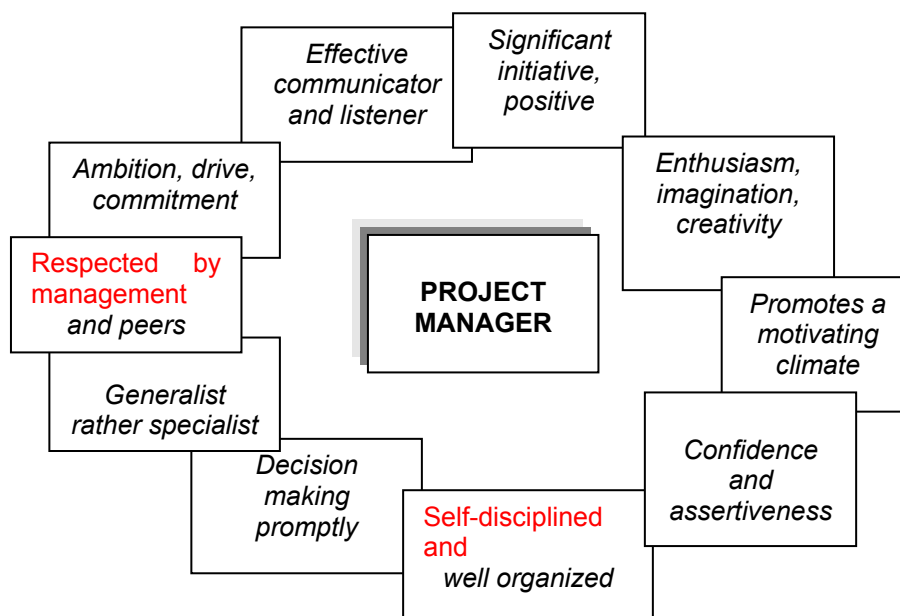 Effective
communicator
and listener
Significant
initiative,
positive
Ambition, drive,
commitment
Enthusiasm,
imagination,
creativity
Respected by
management
and peers
PROJECT
MANAGER
Promotes a
motivating
climate
Generalist
rather specialist
Confidence
and
assertiveness
Decision
making
promptly
Self-disciplined
and
well organized